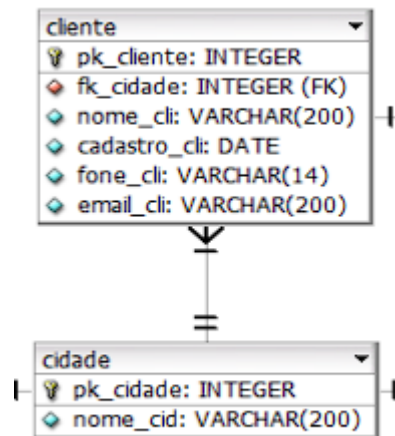 cliente
pk_cliente: INTEGER
fk_cidade: INTEGER (FK)
nome_cli: VARCHAR(200)
cadastro_cli: DATE
fone_cli: VARCHAR(14)
email_cli: VARCHAR(200)
cidade
pk_cidade: INTEGER
nome_cid: VARCHAR(200)